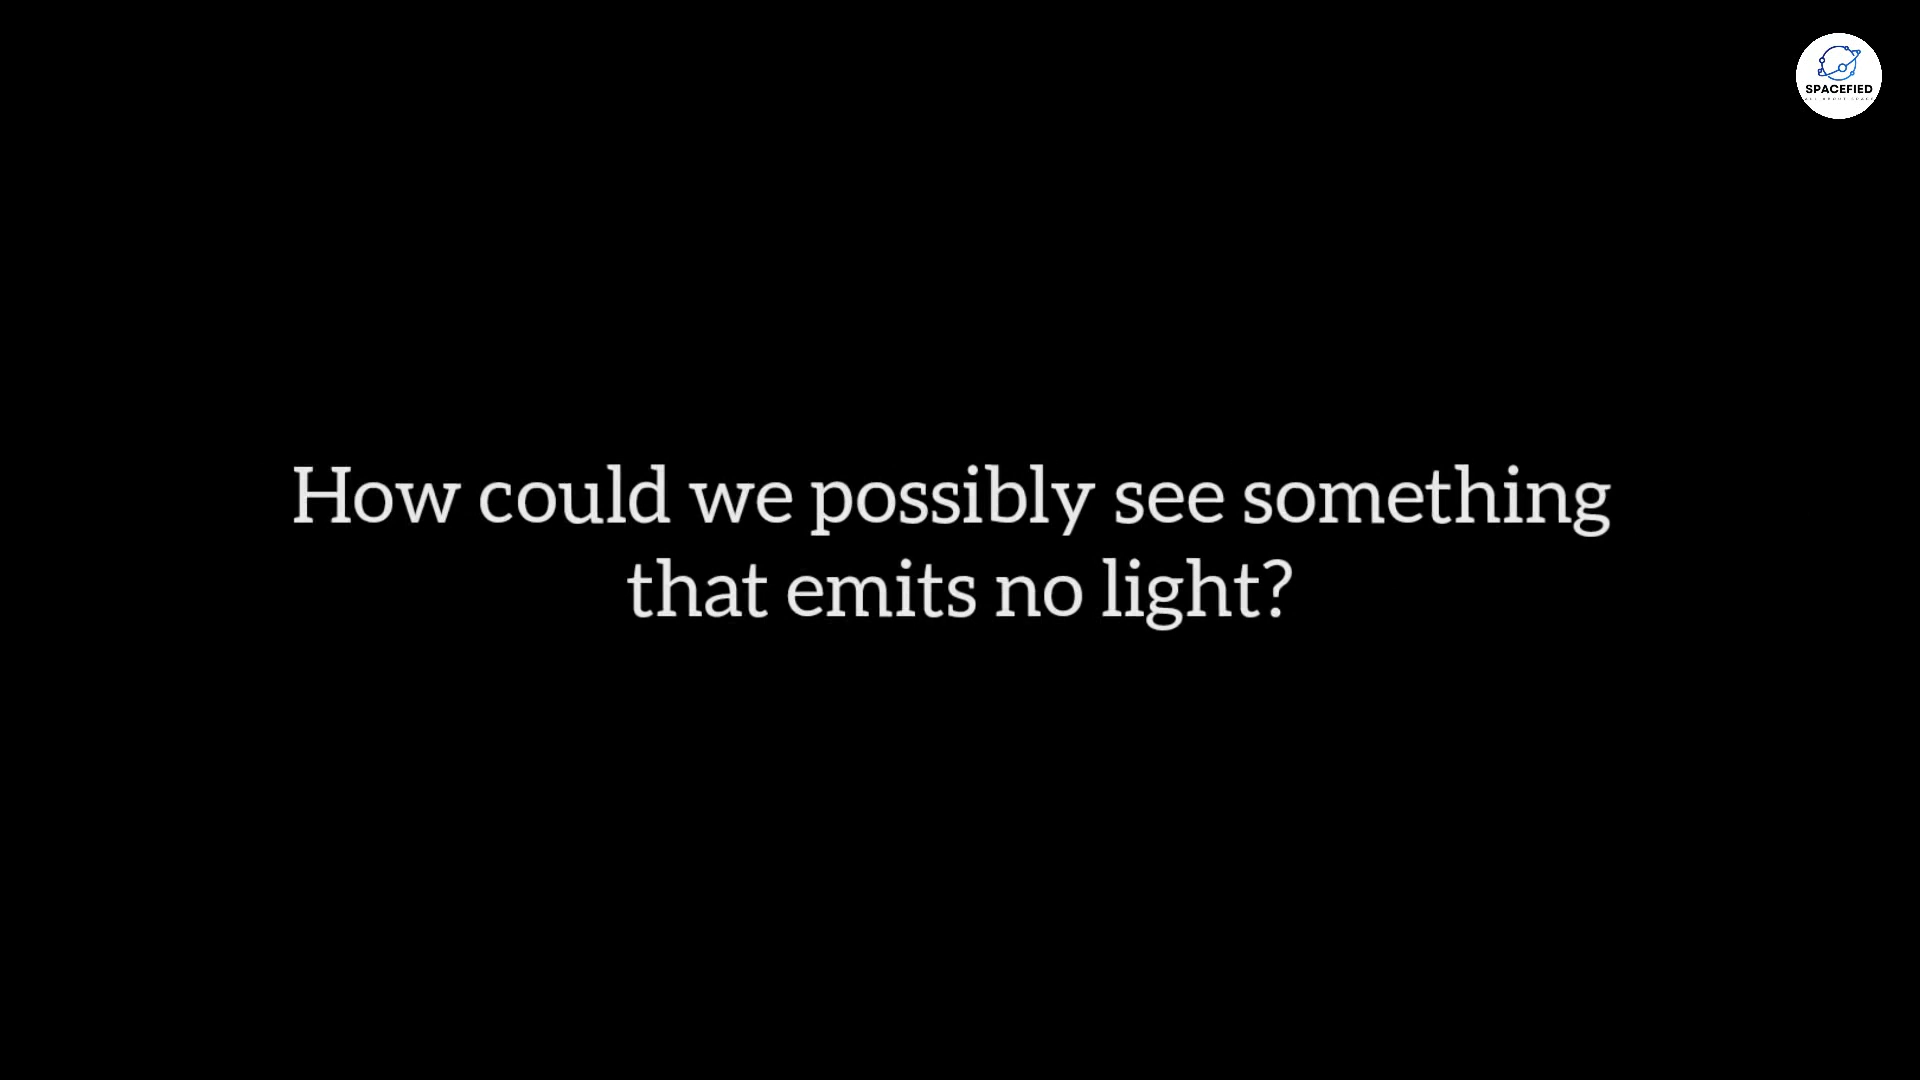 SPACEFIED
How could we possibly see something
that emits no light?